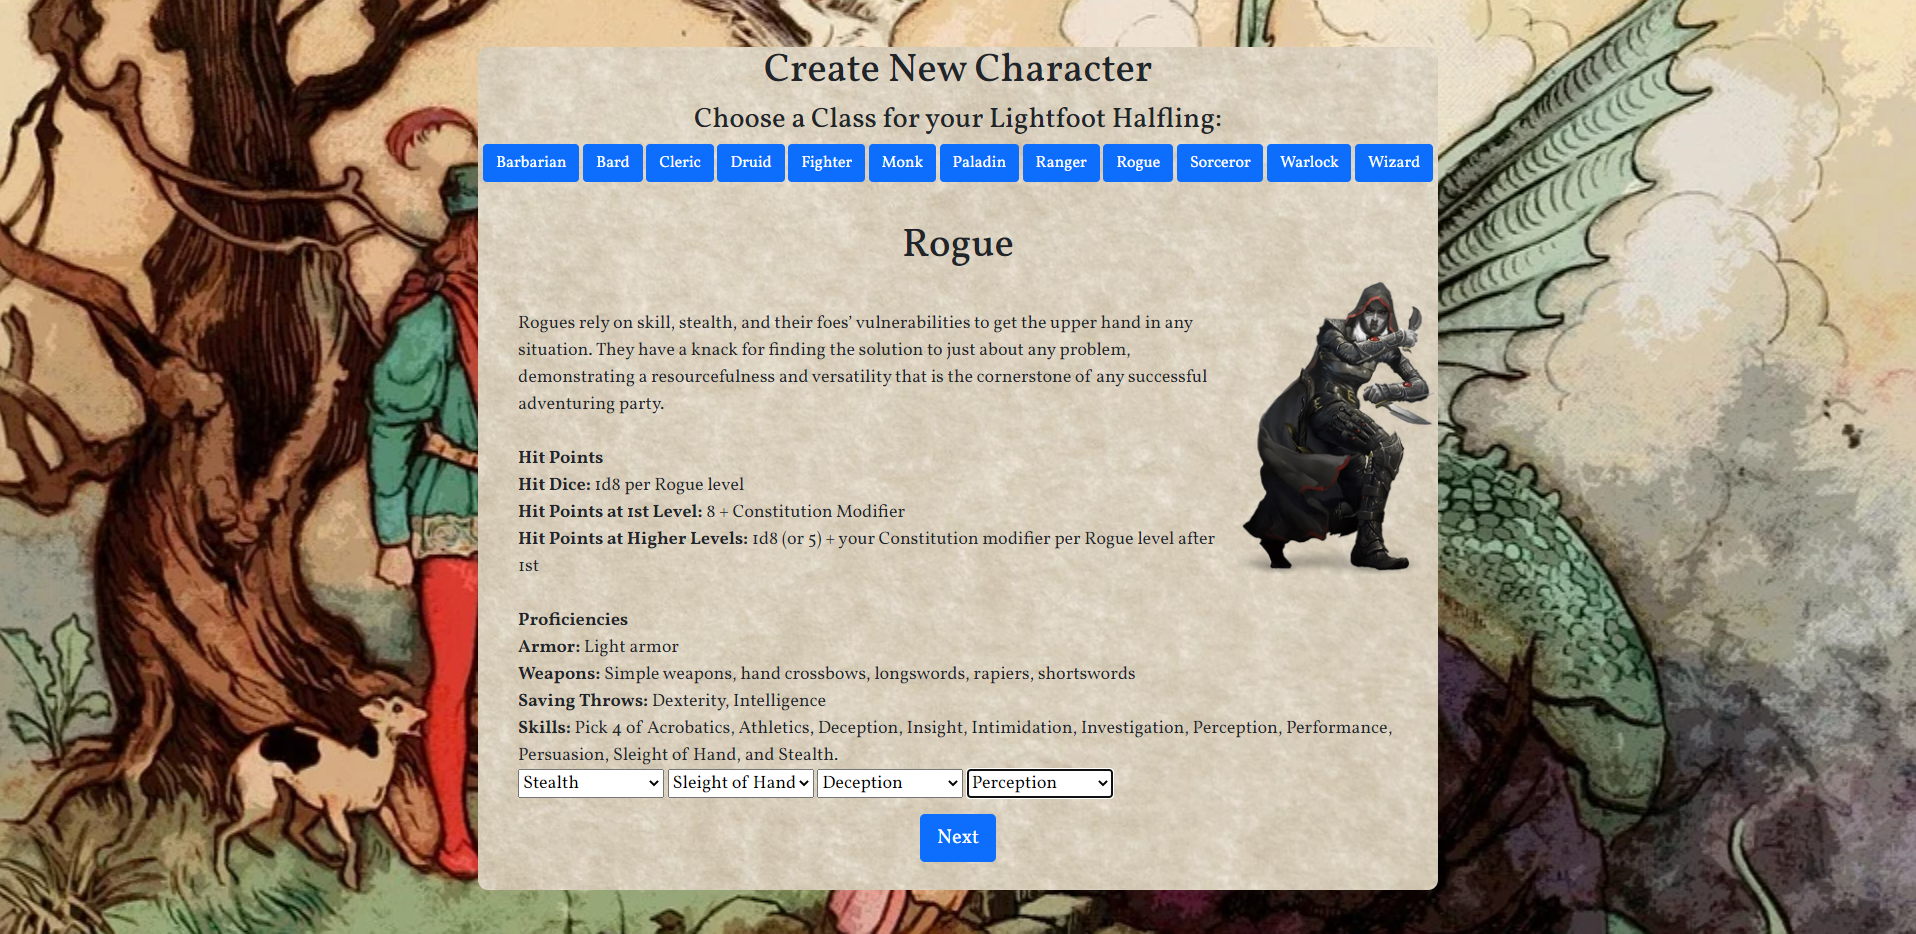 Create New Character
Choose a Class for your Lightfoot Halfling:
Barbarian Bard Cleric Druid Fighter Monk Paladin Ranger Rogue Sorceror Warlock Wizard
Rogue
Rogues rely on skill, stealth, and their foes’ vulnerabilities to get the upper hand in any
situation. They have a knack for finding the solution to just about any problem,
demonstrating a resourcefulness and versatility that is the cornerstone of any successful
adventuring party.
Hit Points
Hit Dice: 1d8 per Rogue level
Hit Points at 1st Level: 8 + Constitution Modifier
Hit Points at Higher Levels: 1d8 (or 5) + your Constitution modifier per Rogue level after
1st
Proficiencies
Armor: Light armor
Weapons: Simple weapons, hand crossbows, longswords, rapiers, shortswords
Saving Throws: Dexterity, Intelligence
Skills: Pick 4 of Acrobatics, Athletics, Deception, Insight, Intimidation, Investigation, Perception, Performance,
Persuasion, Sleight of Hand, and Stealth.
Stealth Sleight of Hand Deception Perception
Next